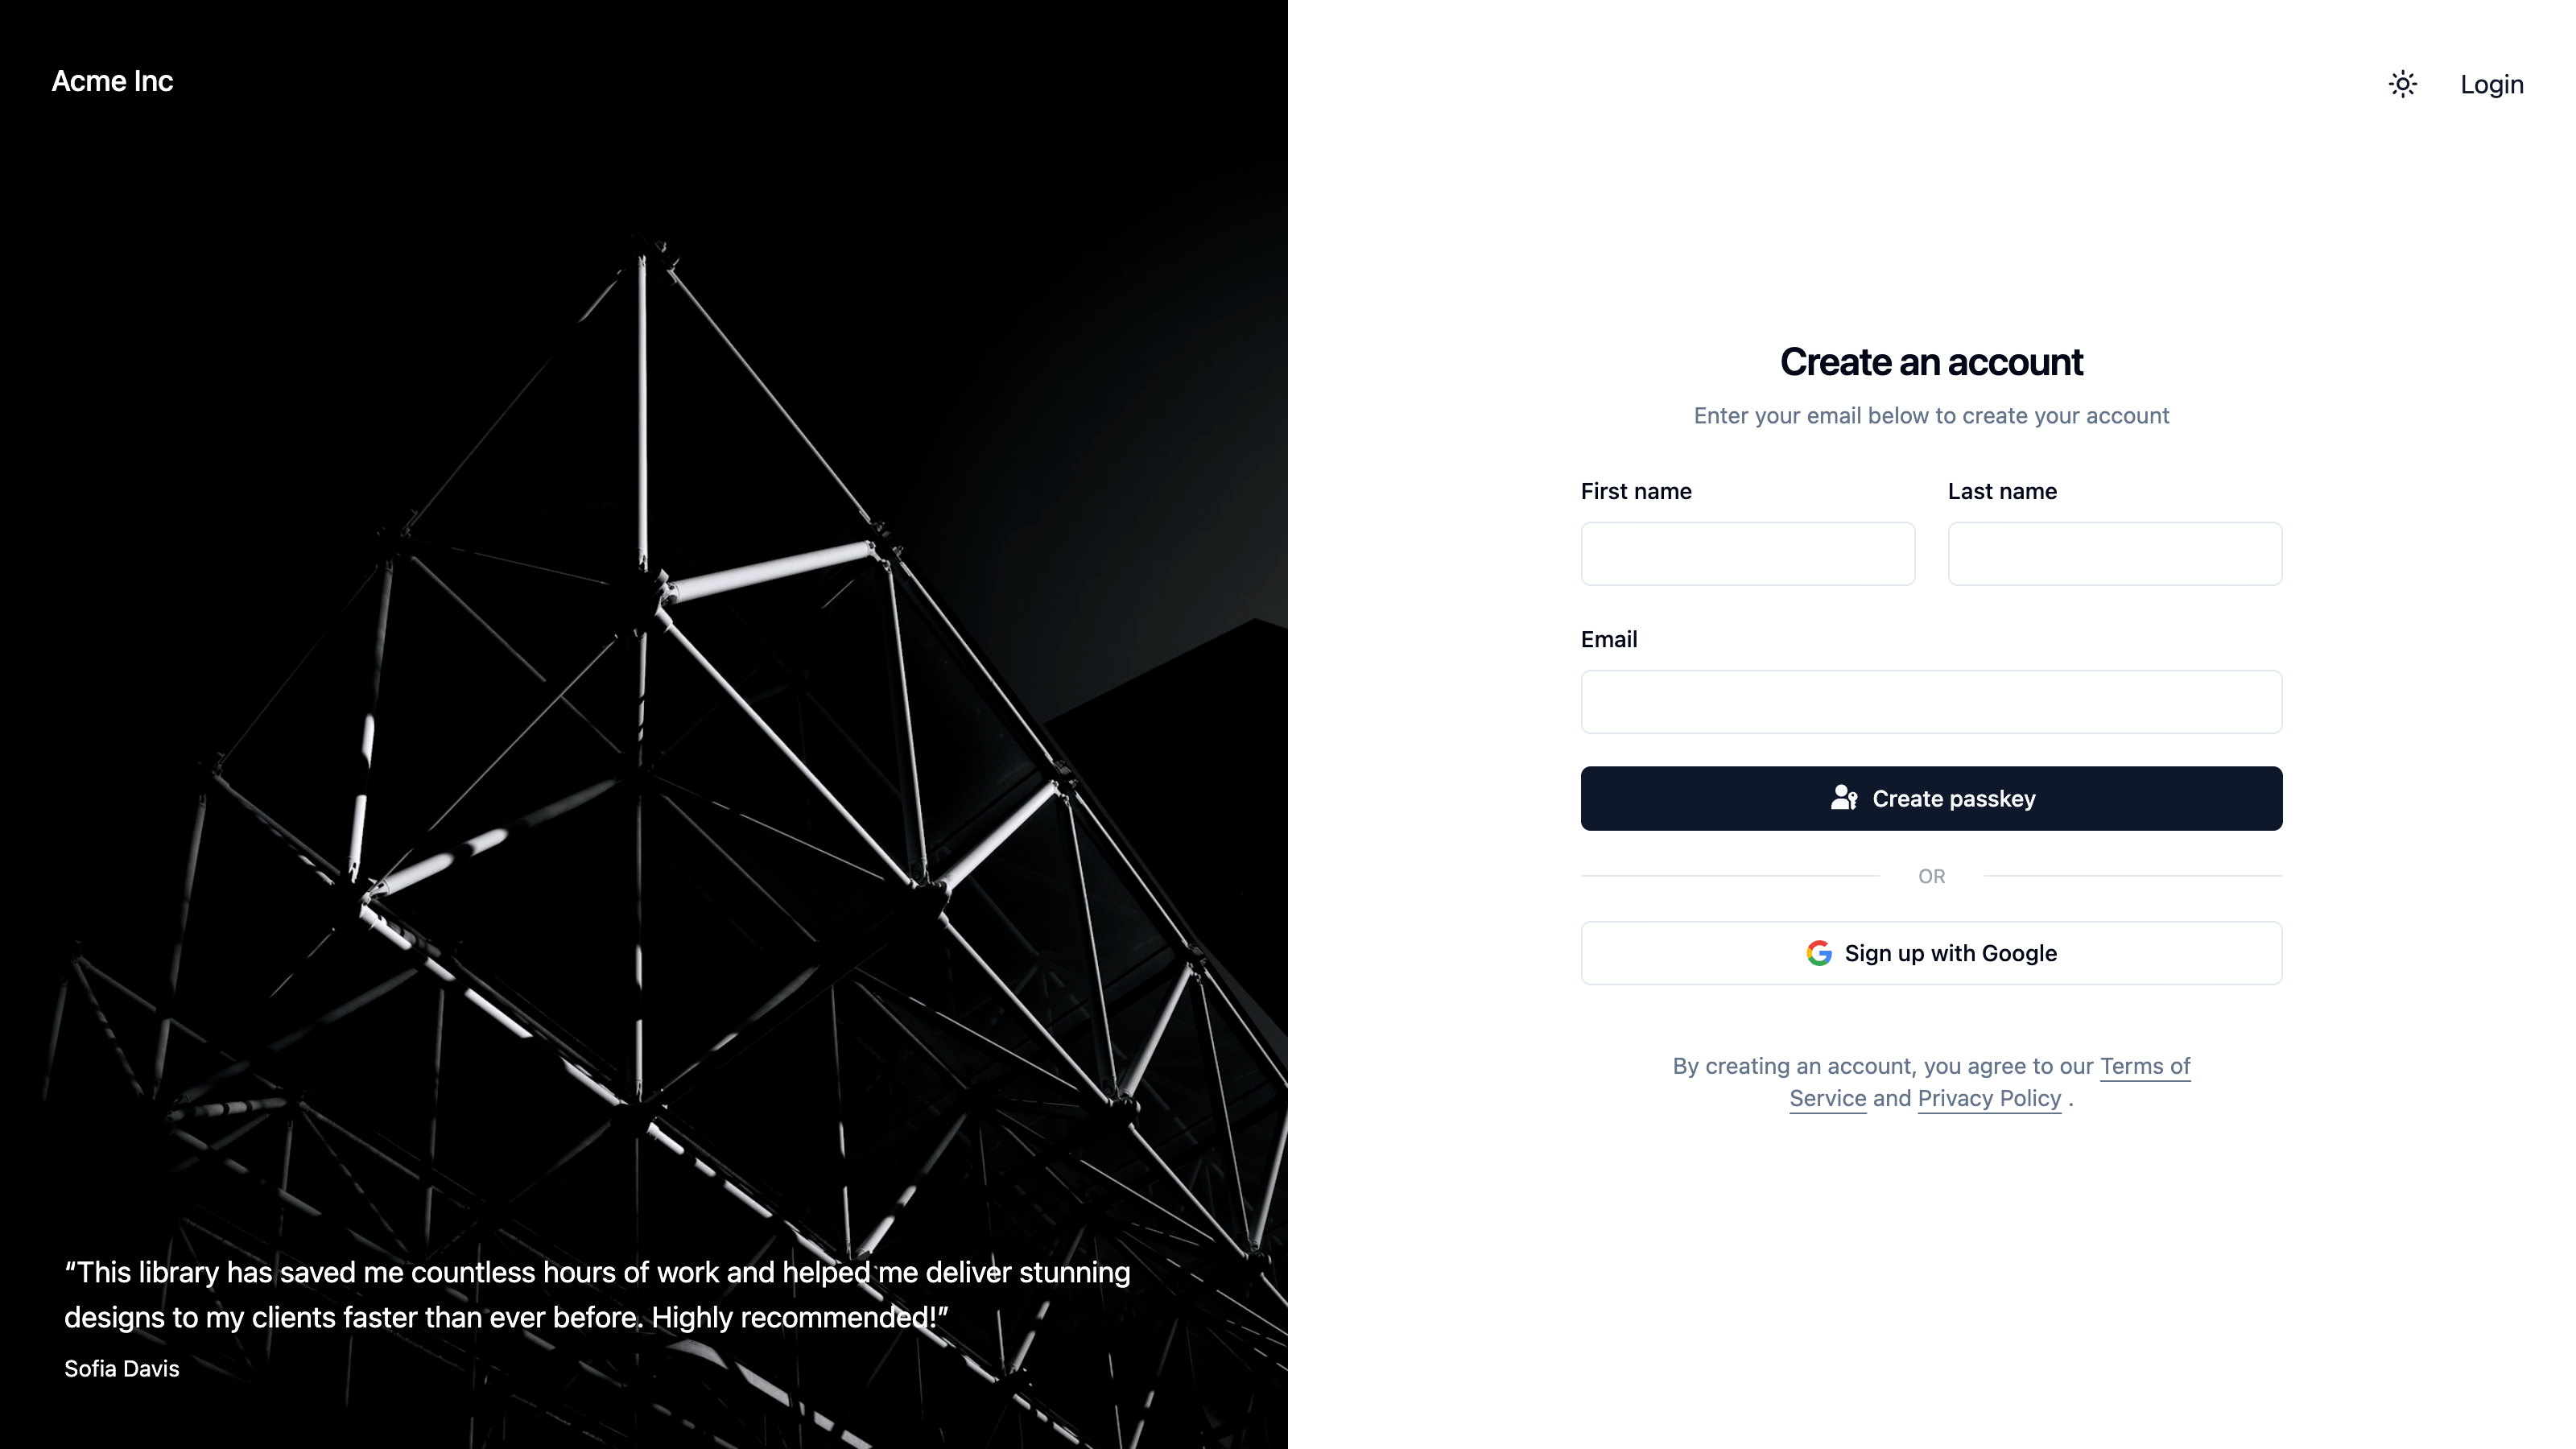 Acme Inc
Login
Create an account
Enter your email below to create your account
First name
Last name
Email
Create passkey
OR
Sign up with Google
By creating an account, you agree to our Terms of
Service and Privacy Policy .
“This library has saved me countless hours of work and helped me deliver stunning
designs to my clients faster than ever before. Highly recommended!”
Sofia Davis